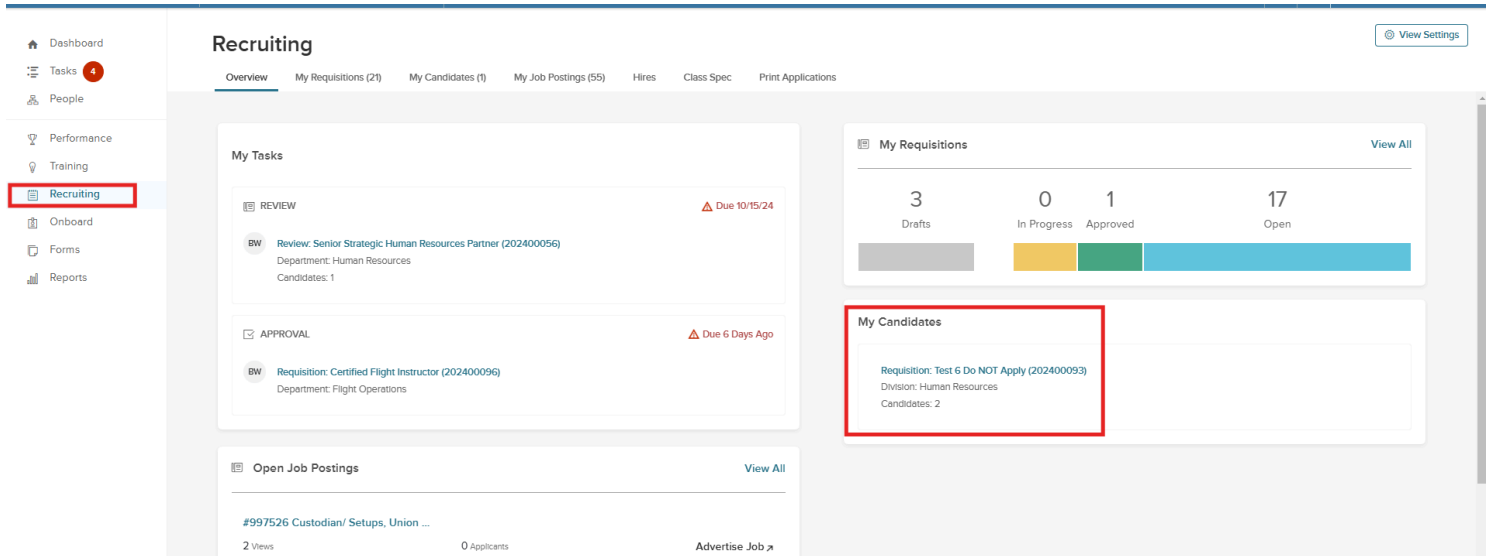 Dashboard
Tasks 4
People
Performance
Training
Recruiting
Onboard
Forms
Reports
Recruiting
View Settings
Overview My Requisitions (21) My Candidates (1) My Job Postings (55) Hires Class Spec Print Applications
My Tasks
REVIEW Due 10/15/24
BW Review: Senior Strategic Human Resources Partner (202400056)
Department: Human Resources
Candidates: 1
APPROVAL Due 6 Days Ago
BW Requisition: Certified Flight Instructor (202400096)
Department: Flight Operations
Open Job Postings View All
#997526 Custodian/ Setups, Union ...
2 Views 0 Applicants Advertise Job
My Requisitions View All
3 0 1 17
Drafts In Progress Approved Open
My Candidates
Requisition: Test 6 Do NOT Apply (202400093)
Division: Human Resources
Candidates: 2